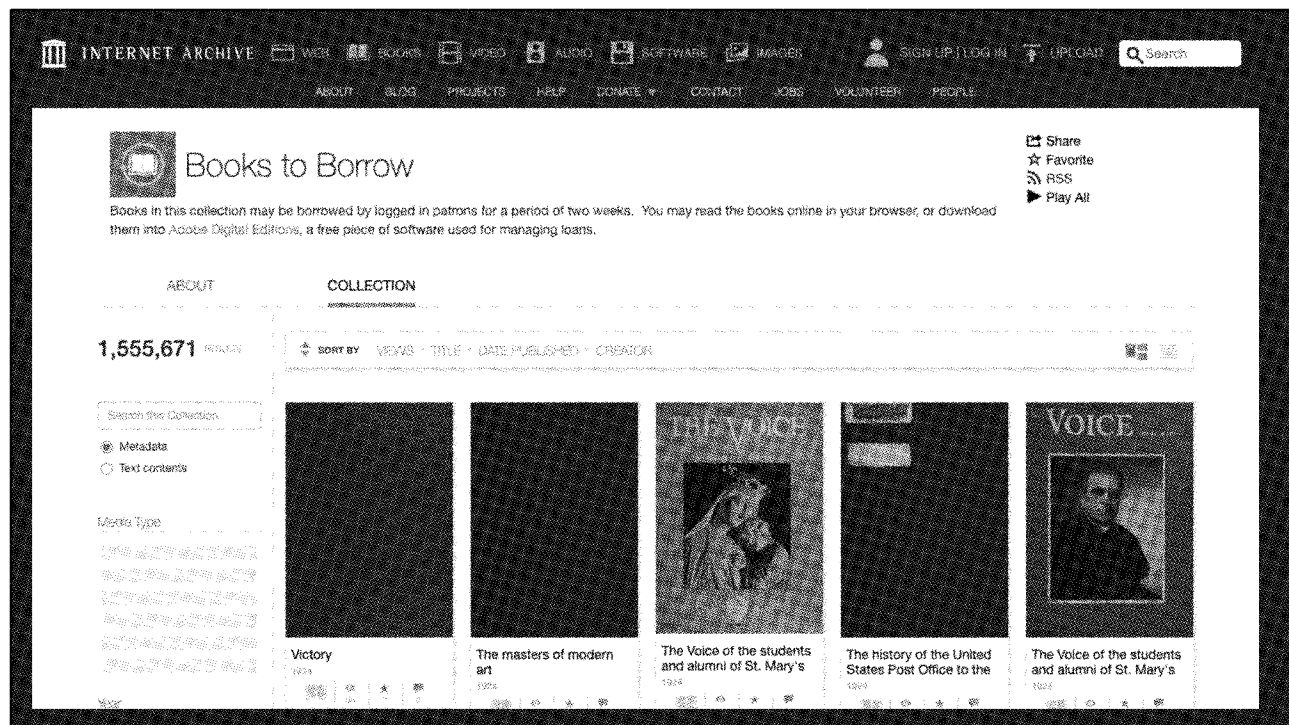 INTERNET ARCHIVE WEB BOOKS VIDEO AUDIO SOFTWARE IMAGES SIGN UP | LOG IN UPLOAD Search
ABOUT BLOG PROJECTS HELP DONATE CONTACT JOBS VOLUNTEER PEOPLE
Books to Borrow
Share
Favorite
RSS
Play All
Books in this collection may be borrowed by logged in patrons for a period of two weeks. You may read the books online in your browser, or download
them into Adobe Digital Editions, a free piece of software used for managing loans.
ABOUT COLLECTION
1,555,671 RESULTS
SORT BY VIEWS · TITLE · DATE PUBLISHED · CREATOR
Search this Collection
Metadata
Text contents
Media Type
Year
THE VOICE
VOICE
Victory
1924
The masters of modern
art
1924
The Voice of the students
and alumni of St. Mary's
1924
The history of the United
States Post Office to the
1924
The Voice of the students
and alumni of St. Mary's
1924